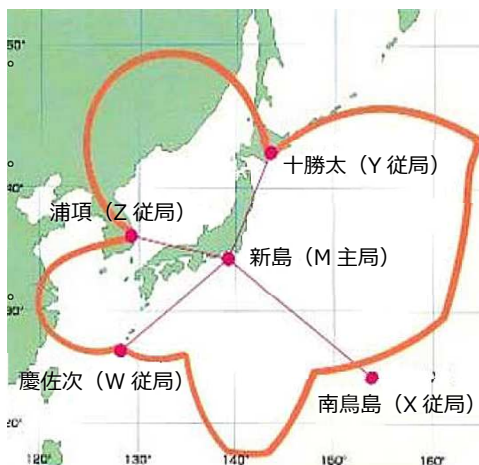 50°
十勝太（Y 従局）
40°
浦項（Z 従局）
新島（M 主局）
30°
慶佐次（W 従局）
南鳥島（X 従局）
20°
120°
130°
140°
150°
160°